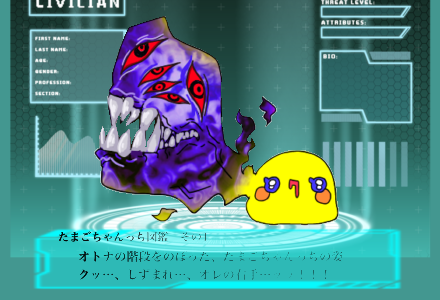 CIVILIAN
FIRST NAME:
LAST NAME:
AGE:
GENDER:
PROFESSION:
SECTION:
THREAT LEVEL:
ATTRIBUTES:
BIO:
たまごちゃんっち図鑑 その1
オトナの階段をのぼった、たまごちゃんっちの姿
クッ…、しずまれ…、オレの右手…っ!!!